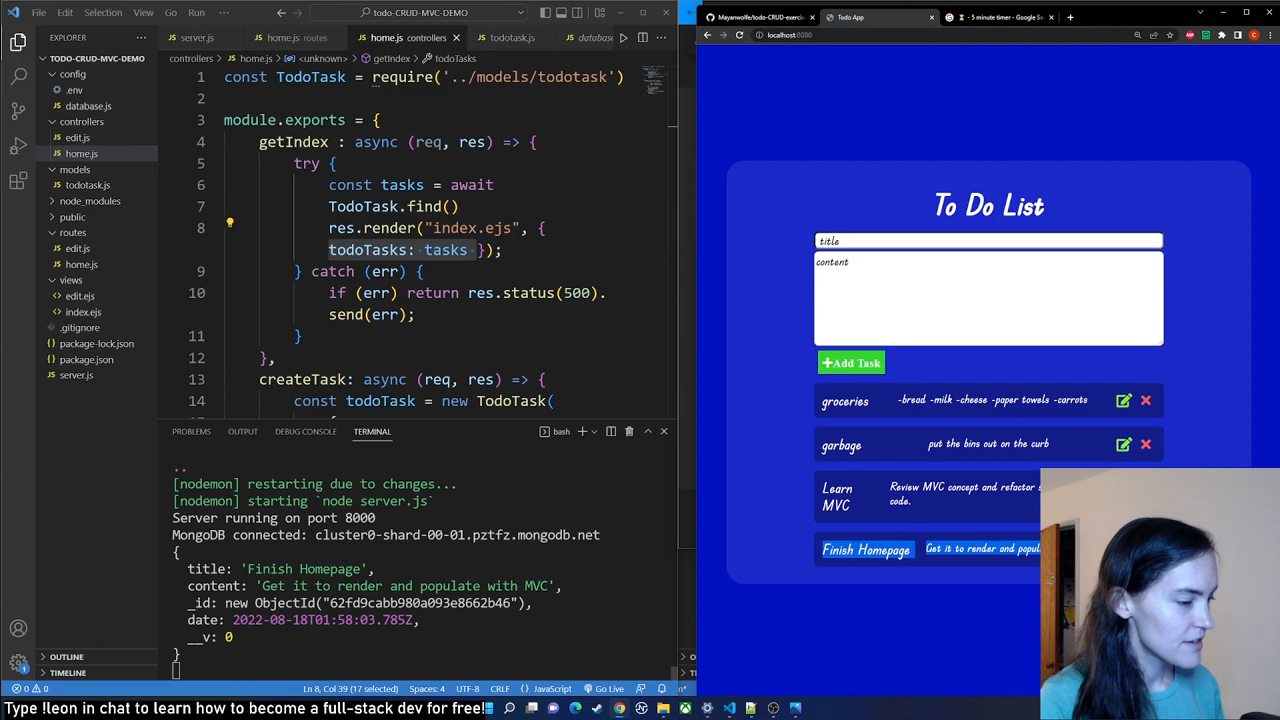 File Edit Selection View Go Run
todo-CRUD-MVC-DEMO
EXPLORER
TODO-CRUD-MVC-DEMO
config
.env
database.js
controllers
edit.js
home.js
models
todotask.js
node_modules
public
routes
edit.js
home.js
views
edit.ejs
index.ejs
.gitignore
package-lock.json
package.json
server.js
OUTLINE
TIMELINE
server.js
home.js routes
home.js controllers
todotask.js
controllers > home.js > <unknown> > getIndex > todoTasks
1 const TodoTask = require('../models/todotask')
2
3 module.exports = {
4 getIndex : async (req, res) => {
5 try {
6 const tasks = await
7 TodoTask.find()
8 res.render("index.ejs", {
todoTasks: tasks });
9 } catch (err) {
10 if (err) return res.status(500).
send(err);
11 }
12 },
13 createTask: async (req, res) => {
14 const todoTask = new TodoTask(
PROBLEMS OUTPUT DEBUG CONSOLE TERMINAL
bash
..
[nodemon] restarting due to changes...
[nodemon] starting `node server.js`
Server running on port 8000
MongoDB connected: cluster0-shard-00-01.pztfz.mongodb.net
{
title: 'Finish Homepage',
content: 'Get it to render and populate with MVC',
_id: new ObjectId("62fd9cabb980a093e8662b46"),
date: 2022-08-18T01:58:03.785Z,
__v: 0
}
0 0
Ln 8, Col 39 (17 selected) Spaces: 4 UTF-8 CRLF JavaScript Go Live
Type !leon in chat to learn how to become a full-stack dev for free!
Mayanwolfe/todo-CRUD-exerci
Todo App
- 5 minute timer - Google Se
localhost:8000
To Do List
title
content
Add Task
groceries -bread -milk -cheese -paper towels -carrots
garbage put the bins out on the curb
Learn MVC
Review MVC concept and refactor
code.
Finish Homepage Get it to render and